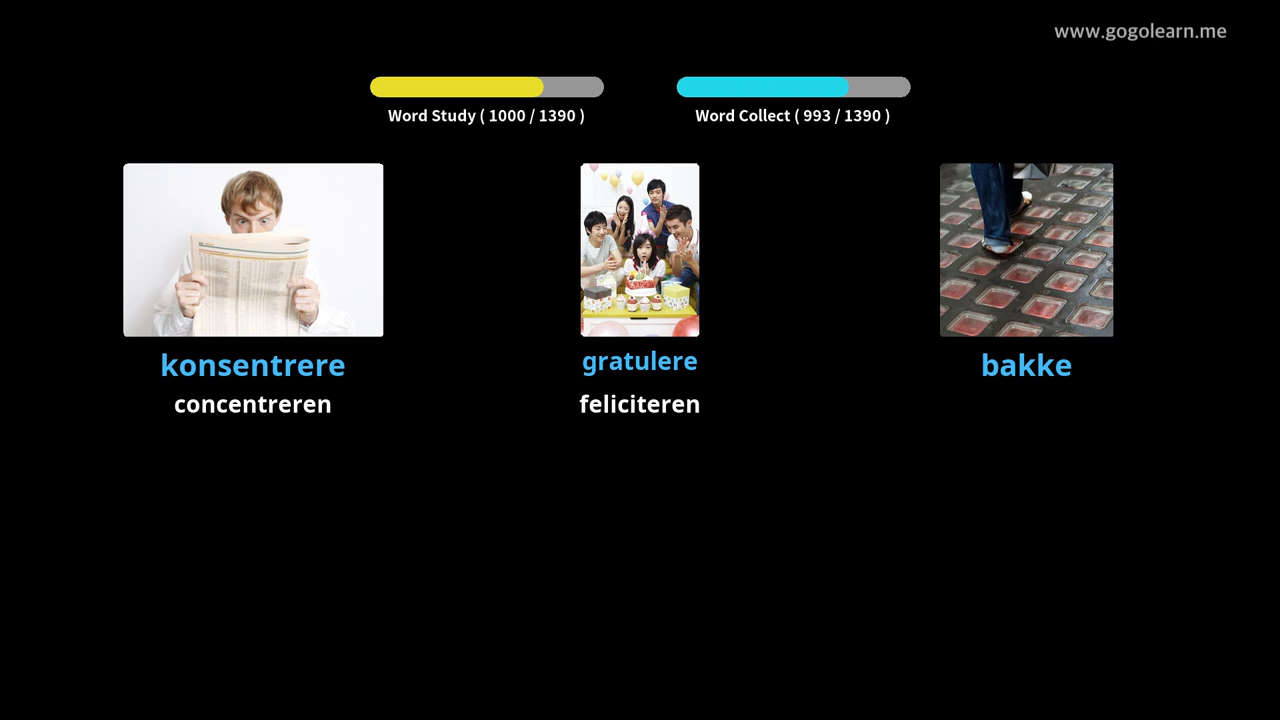 www.gogolearn.me
Word Study ( 1000 / 1390 )
Word Collect ( 993 / 1390 )
konsentrere
gratulere
bakke
concentreren
feliciteren